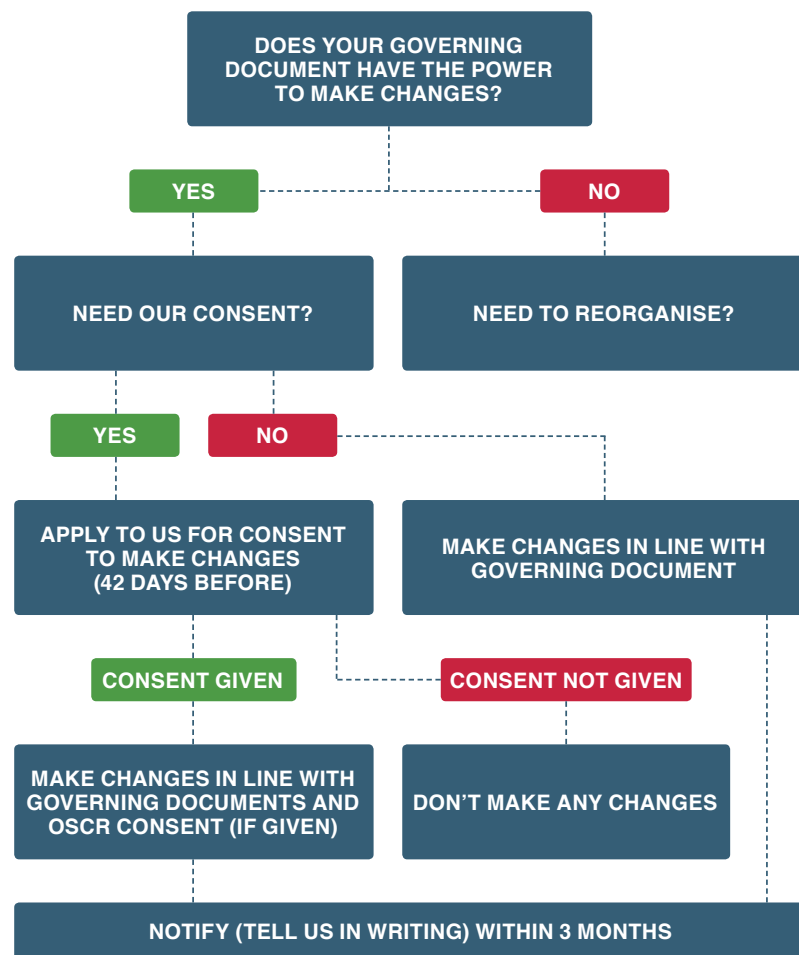 DOES YOUR GOVERNING
DOCUMENT HAVE THE POWER
TO MAKE CHANGES?
YES
NO
NEED OUR CONSENT?
NEED TO REORGANISE?
YES
NO
APPLY TO US FOR CONSENT
TO MAKE CHANGES
(42 DAYS BEFORE)
MAKE CHANGES IN LINE WITH
GOVERNING DOCUMENT
CONSENT GIVEN
CONSENT NOT GIVEN
MAKE CHANGES IN LINE WITH
GOVERNING DOCUMENTS AND
OSCR CONSENT (IF GIVEN)
DON'T MAKE ANY CHANGES
NOTIFY (TELL US IN WRITING) WITHIN 3 MONTHS